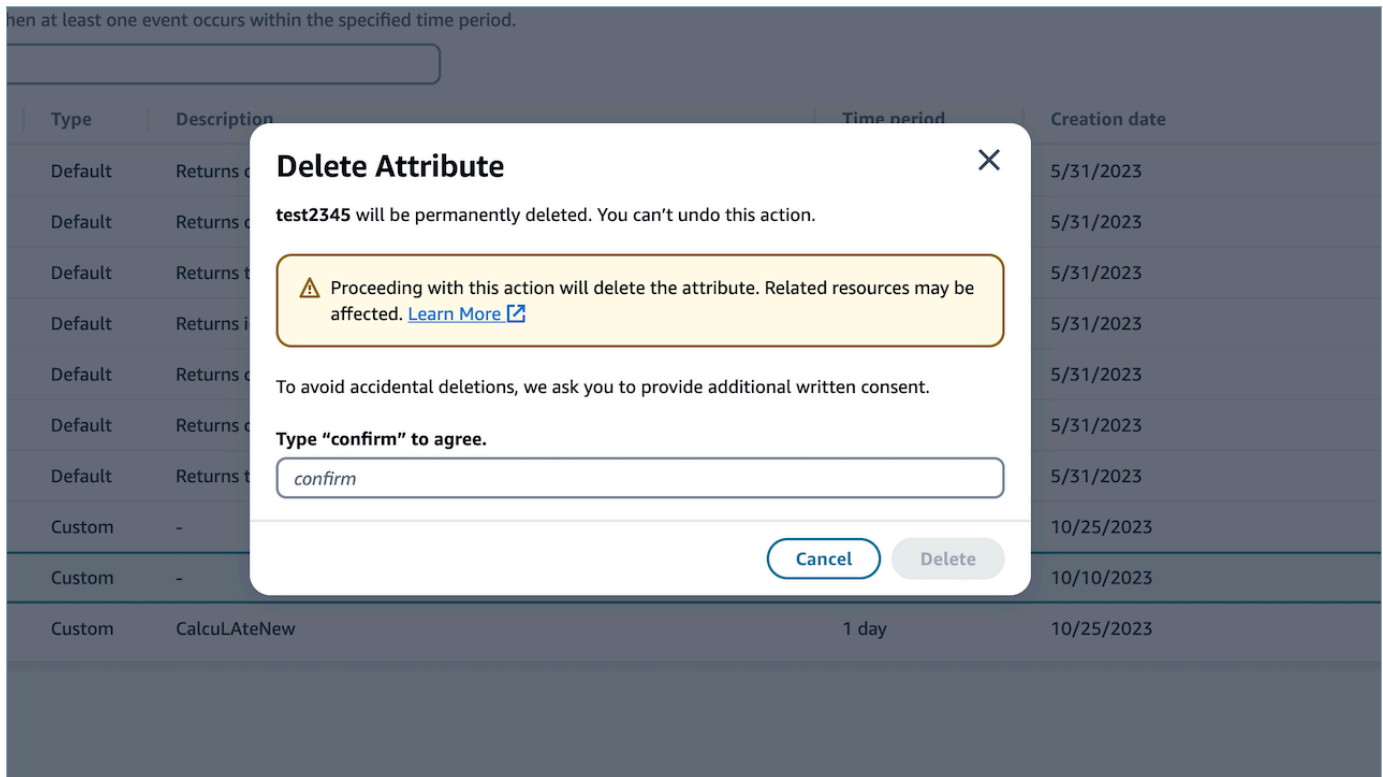 hen at least one event occurs within the specified time period.
Type Description Time period Creation date
Default Returns 5/31/2023
Default Returns 5/31/2023
Default Returns 5/31/2023
Default Returns 5/31/2023
Default Returns 5/31/2023
Default Returns 5/31/2023
Default Returns 5/31/2023
Custom - 10/25/2023
Custom - 10/10/2023
Custom CalcuLAteNew 1 day 10/25/2023
Delete Attribute
test2345 will be permanently deleted. You can’t undo this action.
Proceeding with this action will delete the attribute. Related resources may be
affected. Learn More
To avoid accidental deletions, we ask you to provide additional written consent.
Type “confirm” to agree.
confirm
Cancel Delete